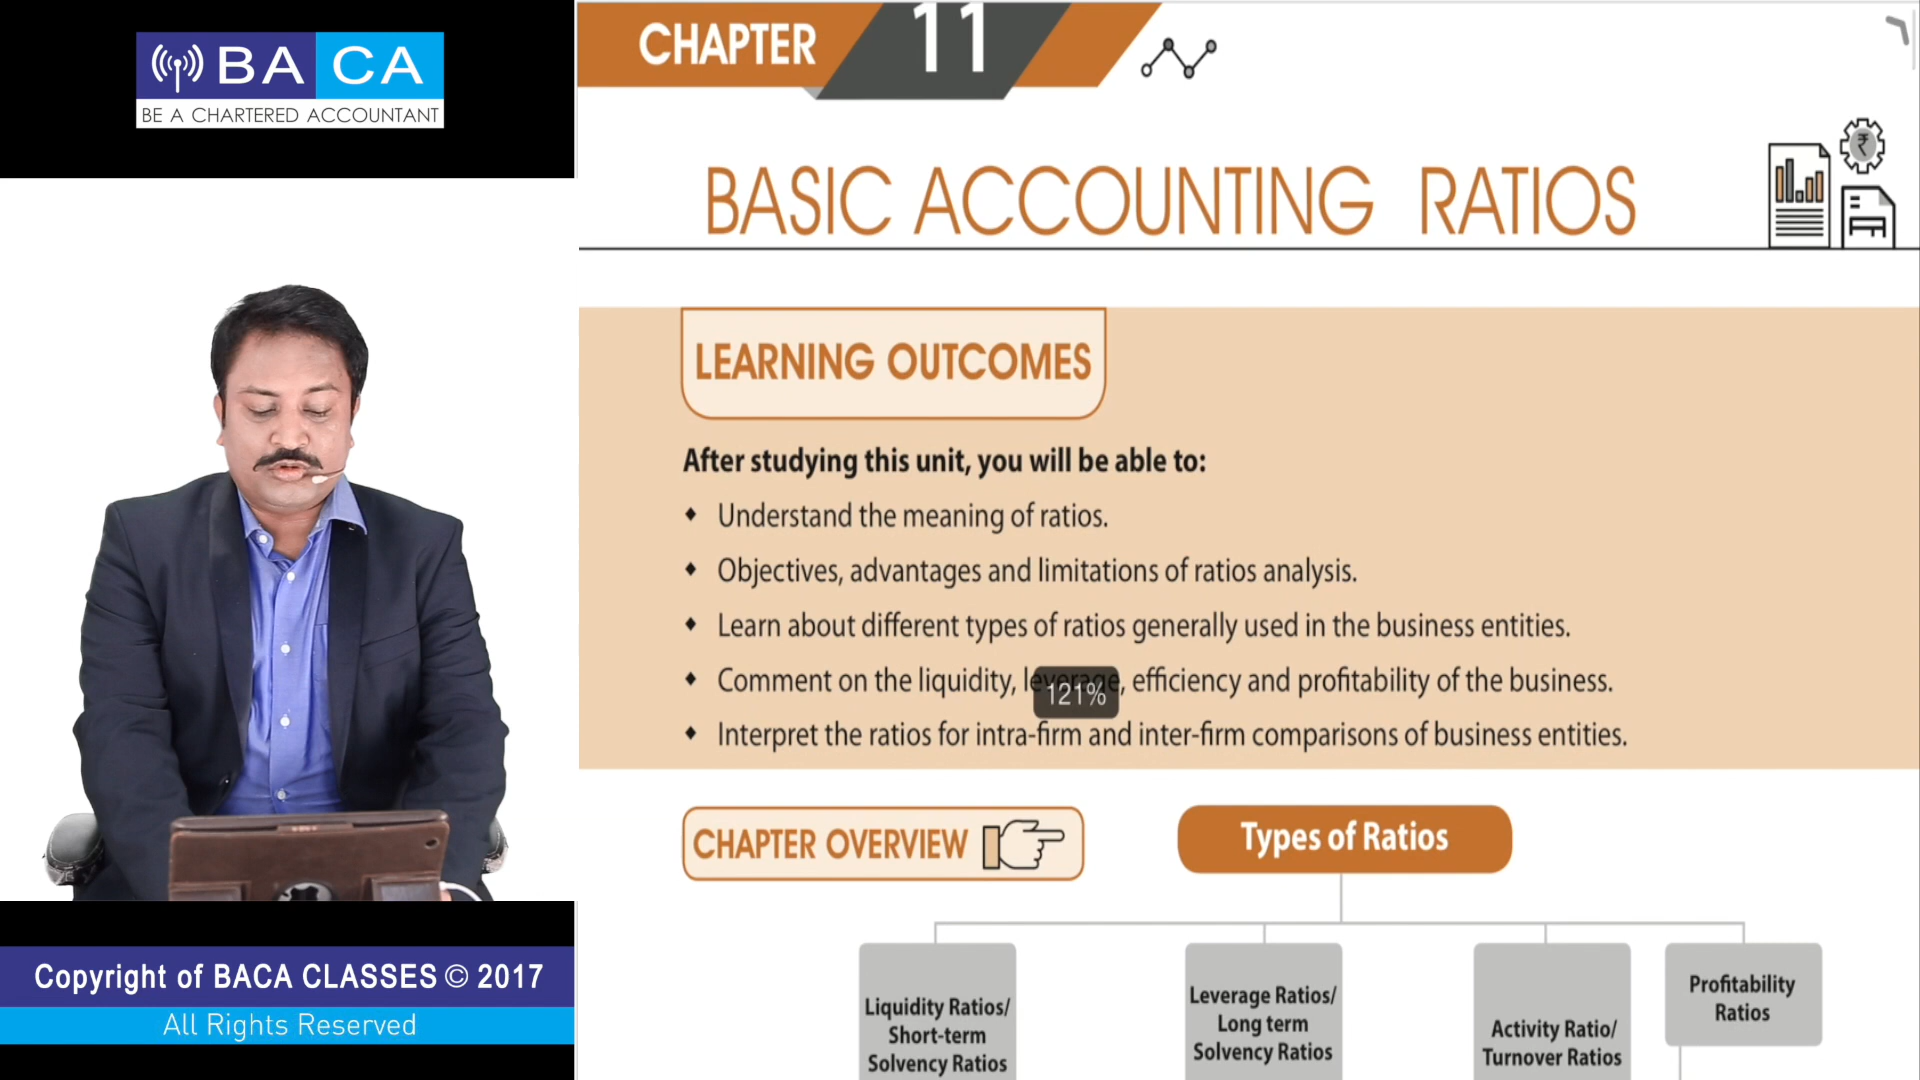 BA CA
BE A CHARTERED ACCOUNTANT
CHAPTER 11
BASIC ACCOUNTING RATIOS
₹
LEARNING OUTCOMES
After studying this unit, you will be able to:
Understand the meaning of ratios.
Objectives, advantages and limitations of ratios analysis.
Learn about different types of ratios generally used in the business entities.
Comment on the liquidity, leverage, efficiency and profitability of the business.
121%
Interpret the ratios for intra-firm and inter-firm comparisons of business entities.
CHAPTER OVERVIEW
Types of Ratios
Liquidity Ratios/
Short-term
Solvency Ratios
Leverage Ratios/
Long term
Solvency Ratios
Activity Ratio/
Turnover Ratios
Profitability
Ratios
Copyright of BACA CLASSES © 2017
All Rights Reserved